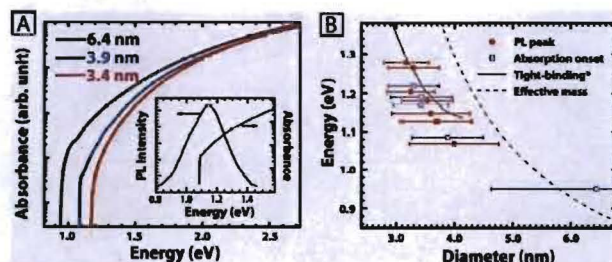 A
6.4 nm
3.9 nm
3.4 nm
Absorbance (arb. unit)
PL Intensity
Absorbance
0.8 1.0 1.2 1.4
Energy (eV)
1.0 1.5 2.0 2.5
Energy (eV)
B
PL peak
Absorption onset
Tight-binding*
Effective mass
Energy (eV)
1.3
1.2
1.1
1.0
0.9
3.0 4.0 5.0 6.0
Diameter (nm)